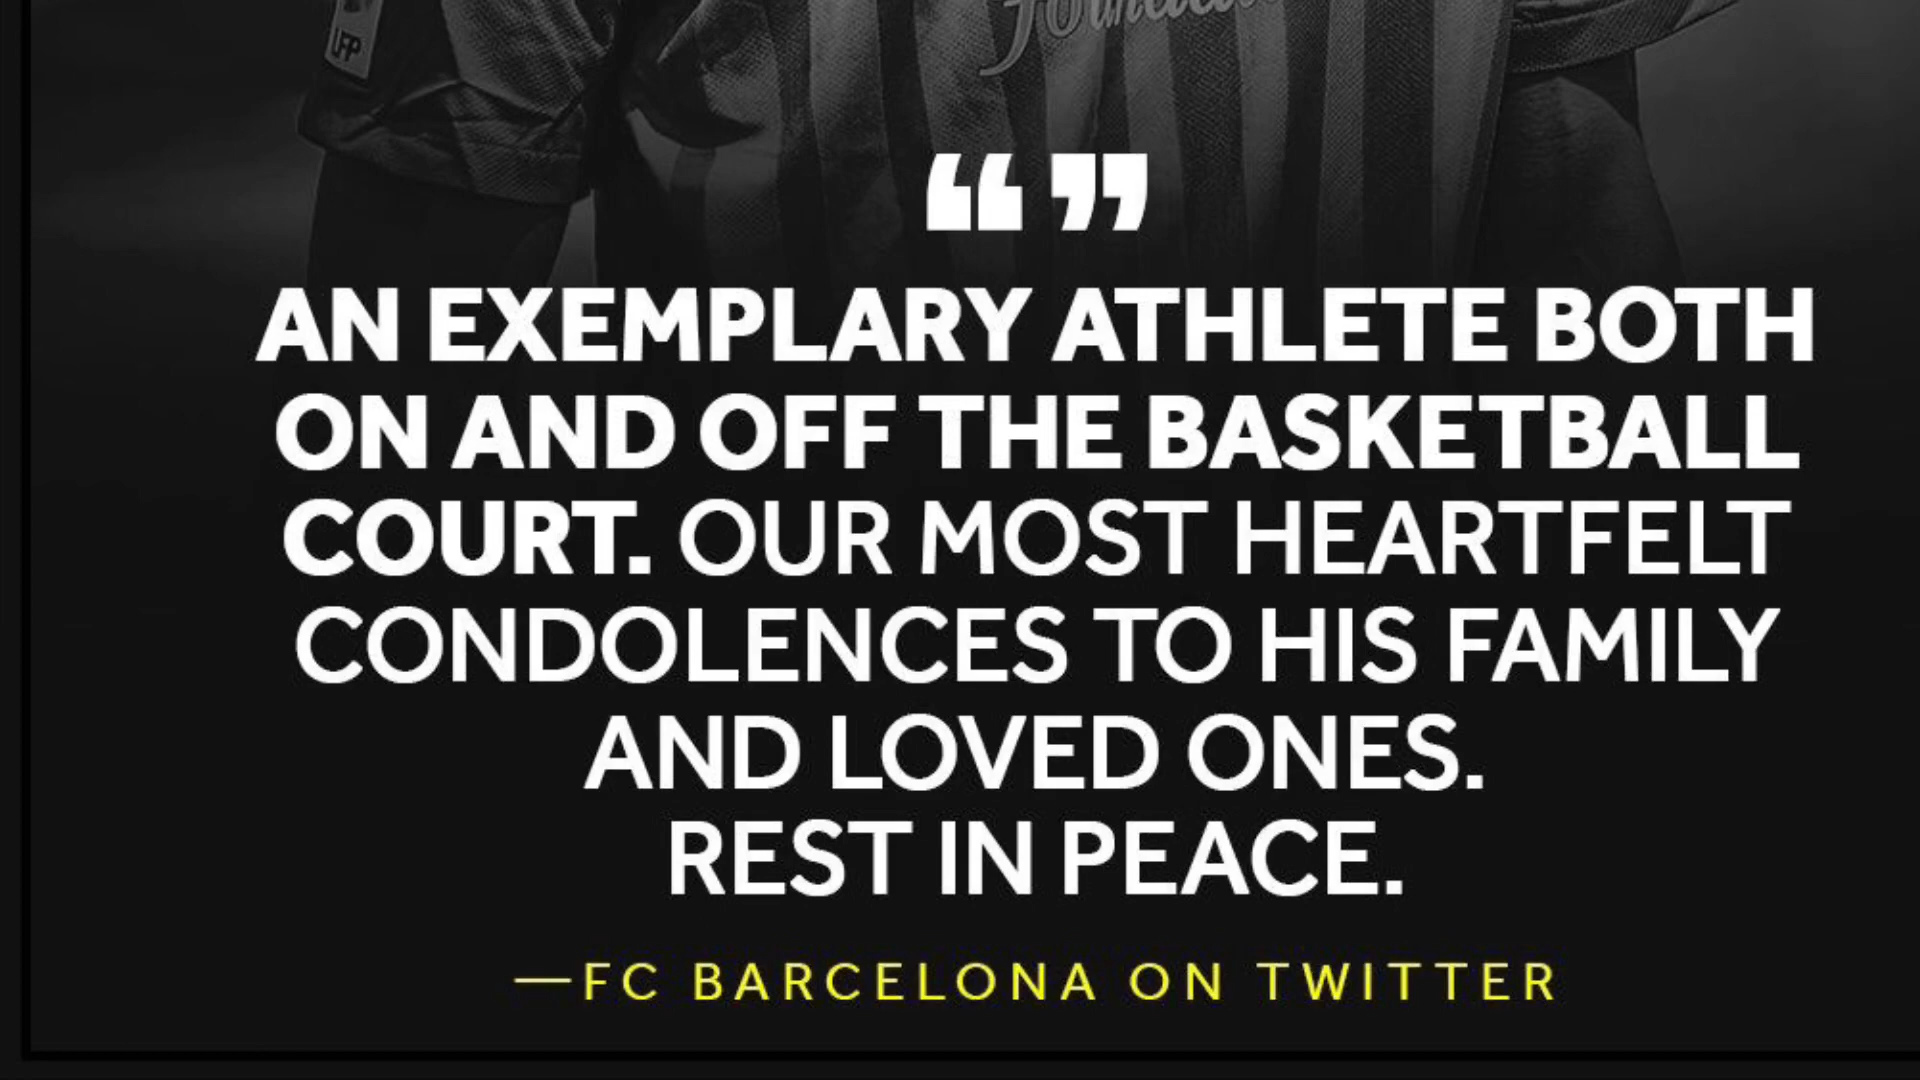 LFP
“”
AN EXEMPLARY ATHLETE BOTH
ON AND OFF THE BASKETBALL
COURT. OUR MOST HEARTFELT
CONDOLENCES TO HIS FAMILY
AND LOVED ONES.
REST IN PEACE.
—FC BARCELONA ON TWITTER